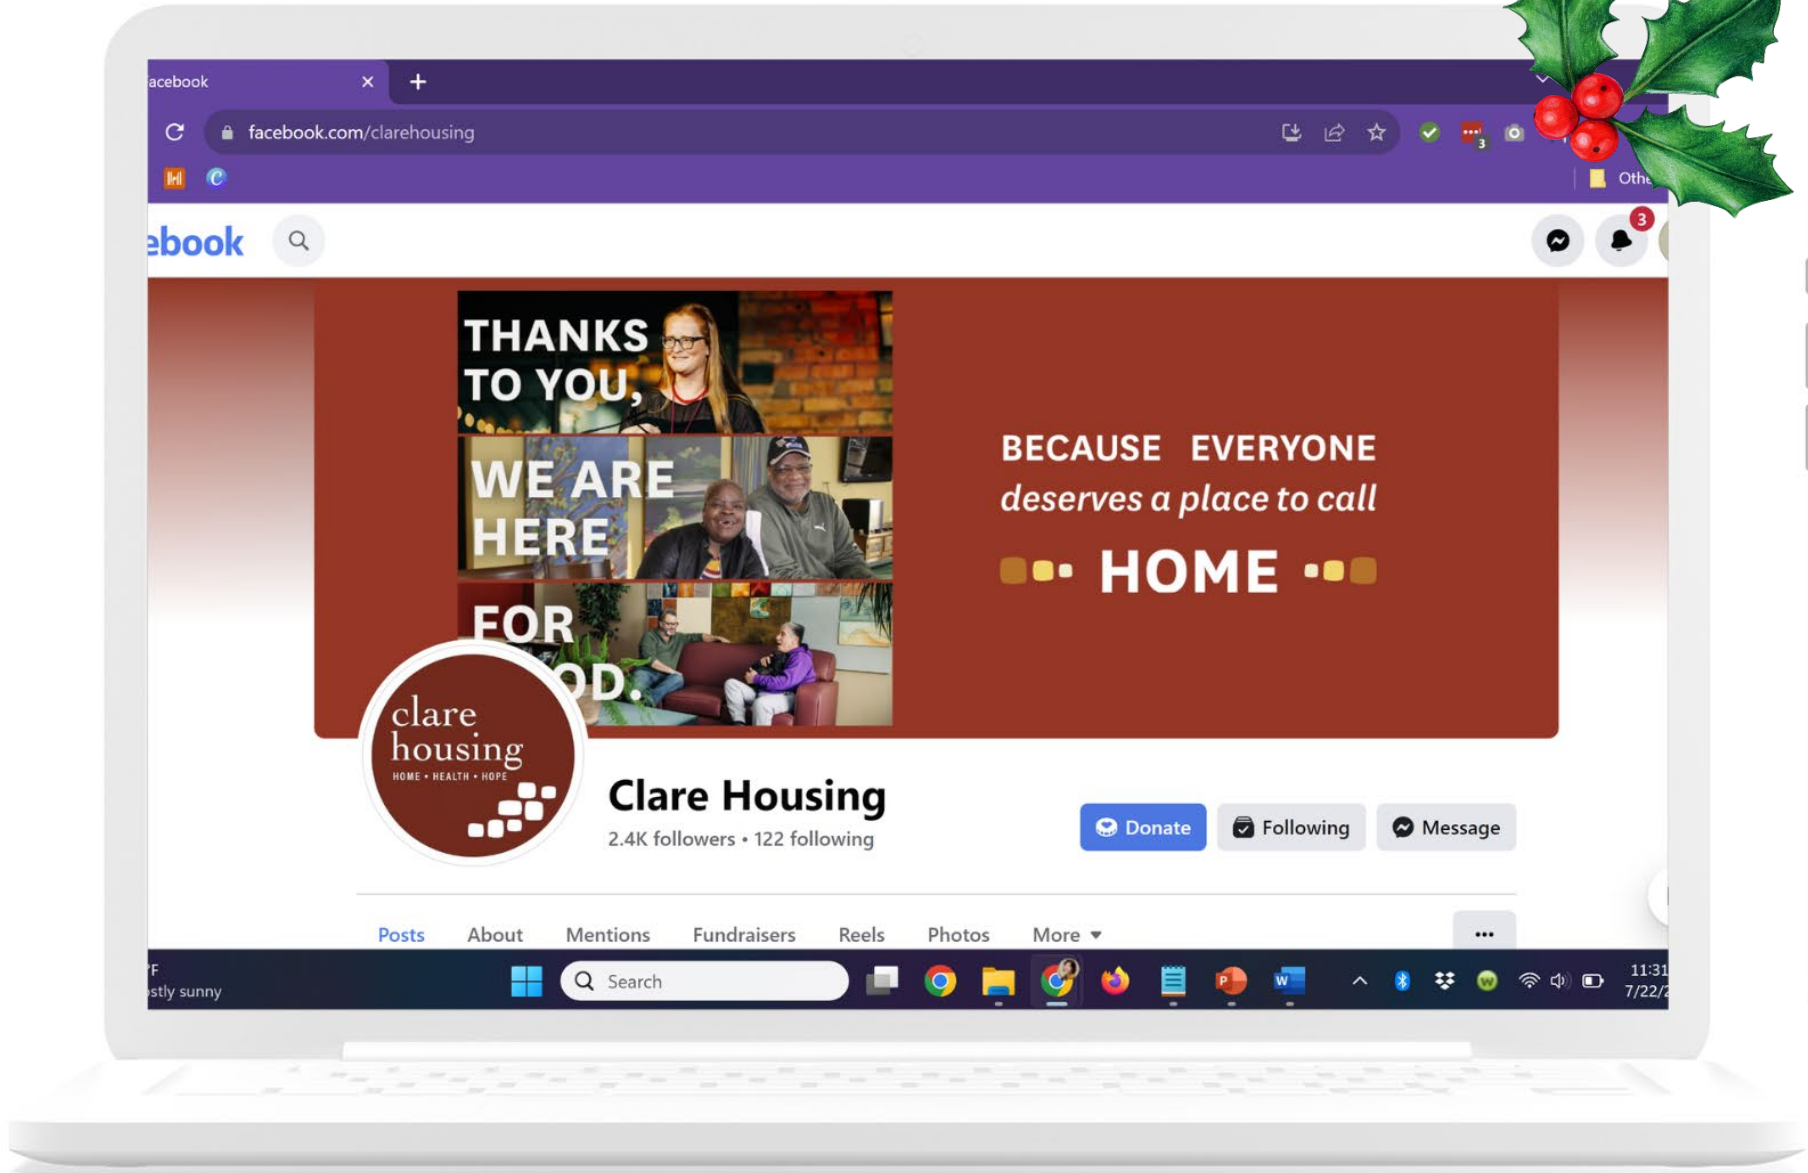 acebook
facebook.com/clarehousing
3
Othe
ebook
3
THANKS
TO YOU,
WE ARE
HERE
FOR
OD.
BECAUSE EVERYONE
deserves a place to call
HOME
clare
housing
HOME • HEALTH • HOPE
Clare Housing
2.4K followers • 122 following
Donate
Following
Message
Posts
About
Mentions
Fundraisers
Reels
Photos
More
°F
stly sunny
Search
11:31
7/22/2